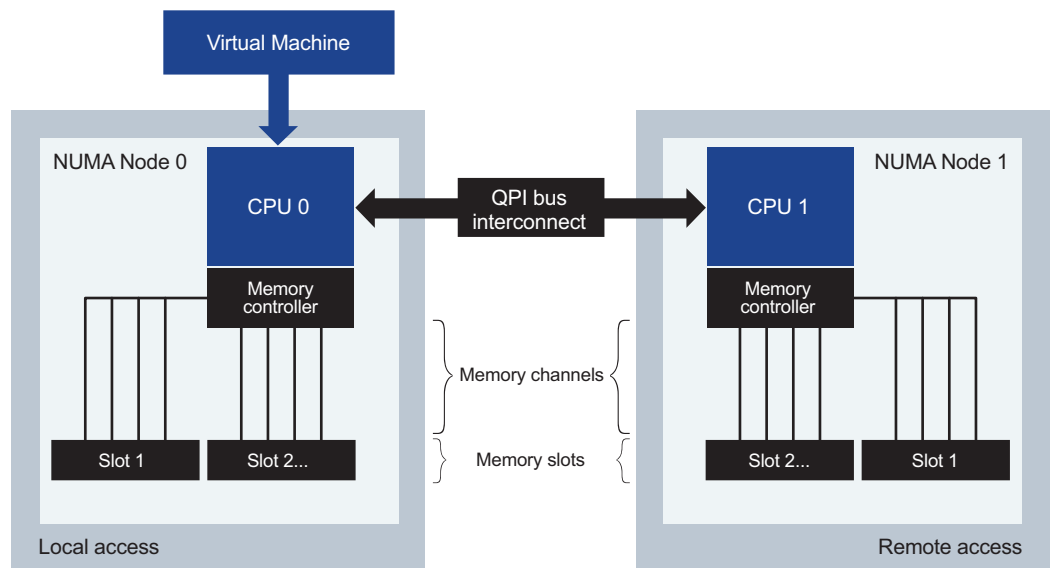 Virtual Machine
NUMA Node 0
CPU 0
Memory
controller
Slot 1
Slot 2...
Local access
QPI bus
interconnect
Memory channels
Memory slots
NUMA Node 1
CPU 1
Memory
controller
Slot 2...
Slot 1
Remote access